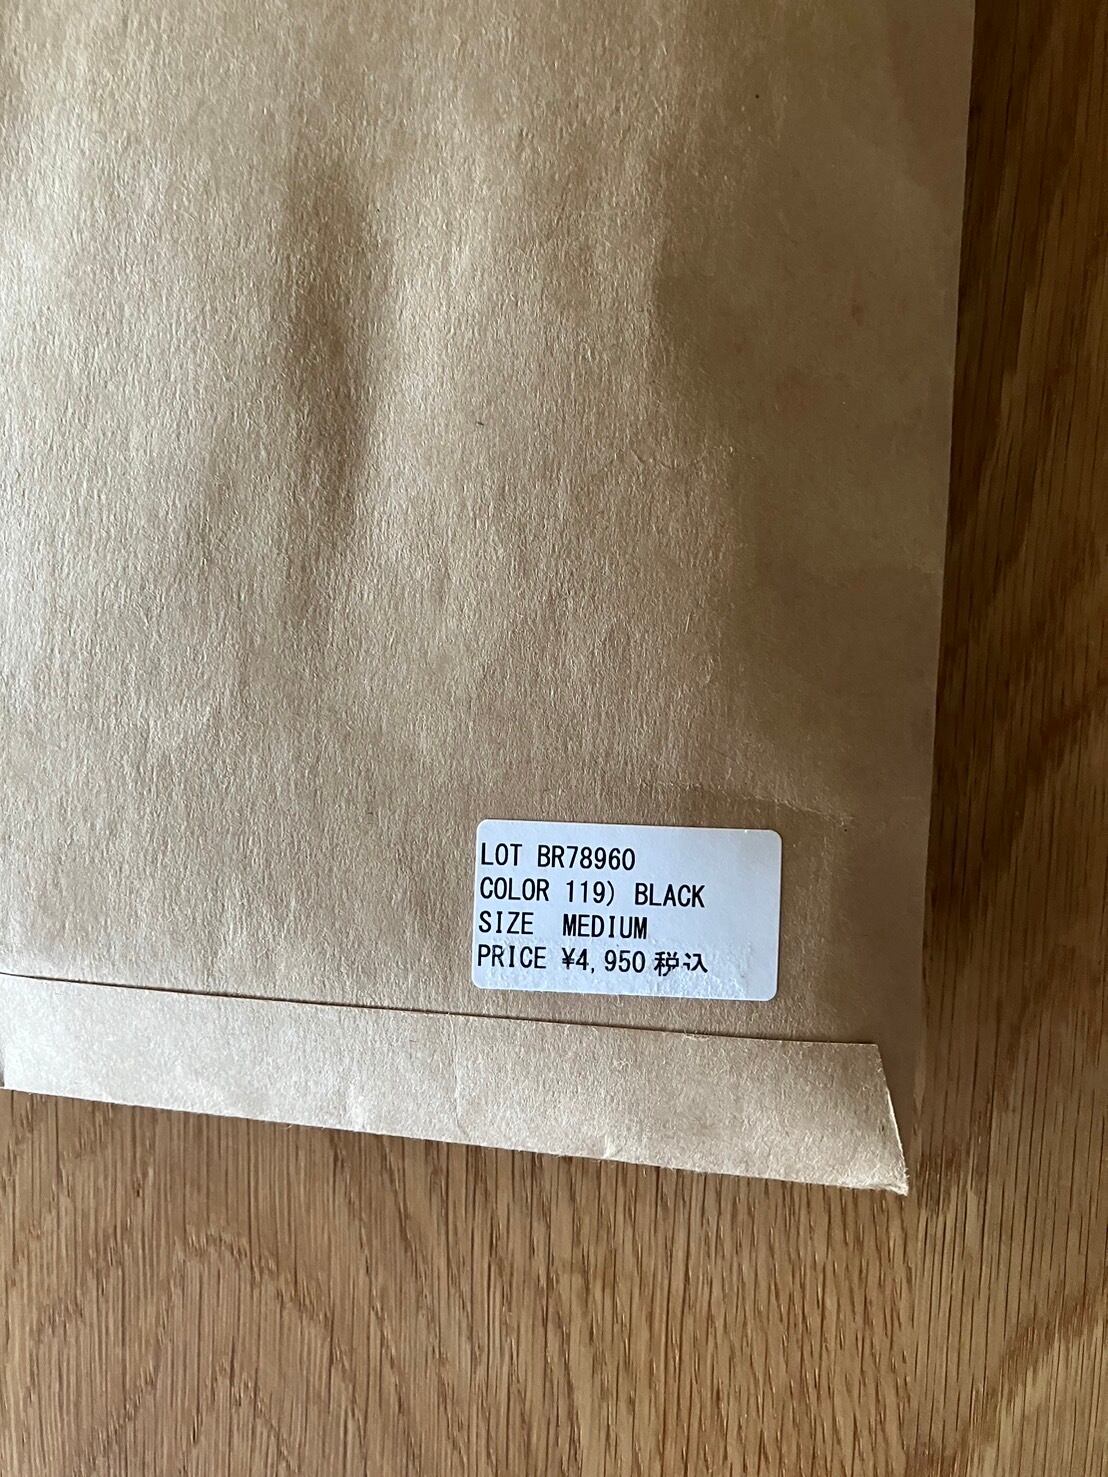 LOT BR78960
COLOR 119) BLACK
SIZE MEDIUM
PRICE ¥4,950 税込